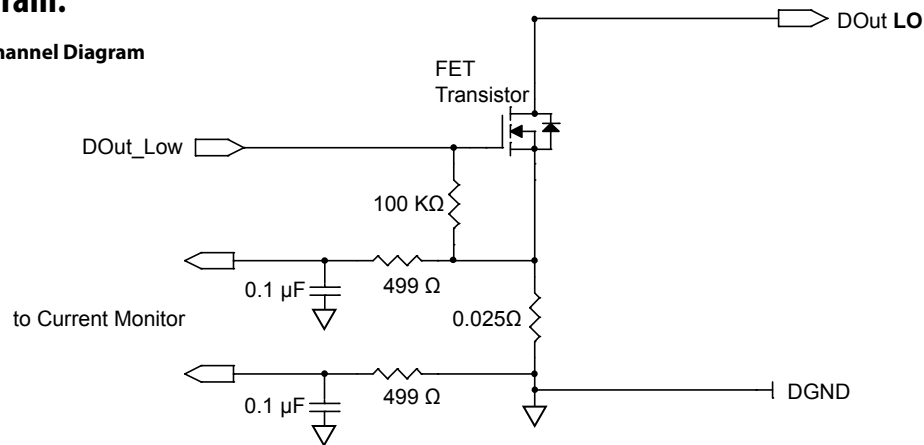 hannel Diagram
DOut LO
FET
Transistor
DOut_Low
100 KΩ
0.1 µF
499 Ω
to Current Monitor
0.025Ω
0.1 µF
499 Ω
DGND